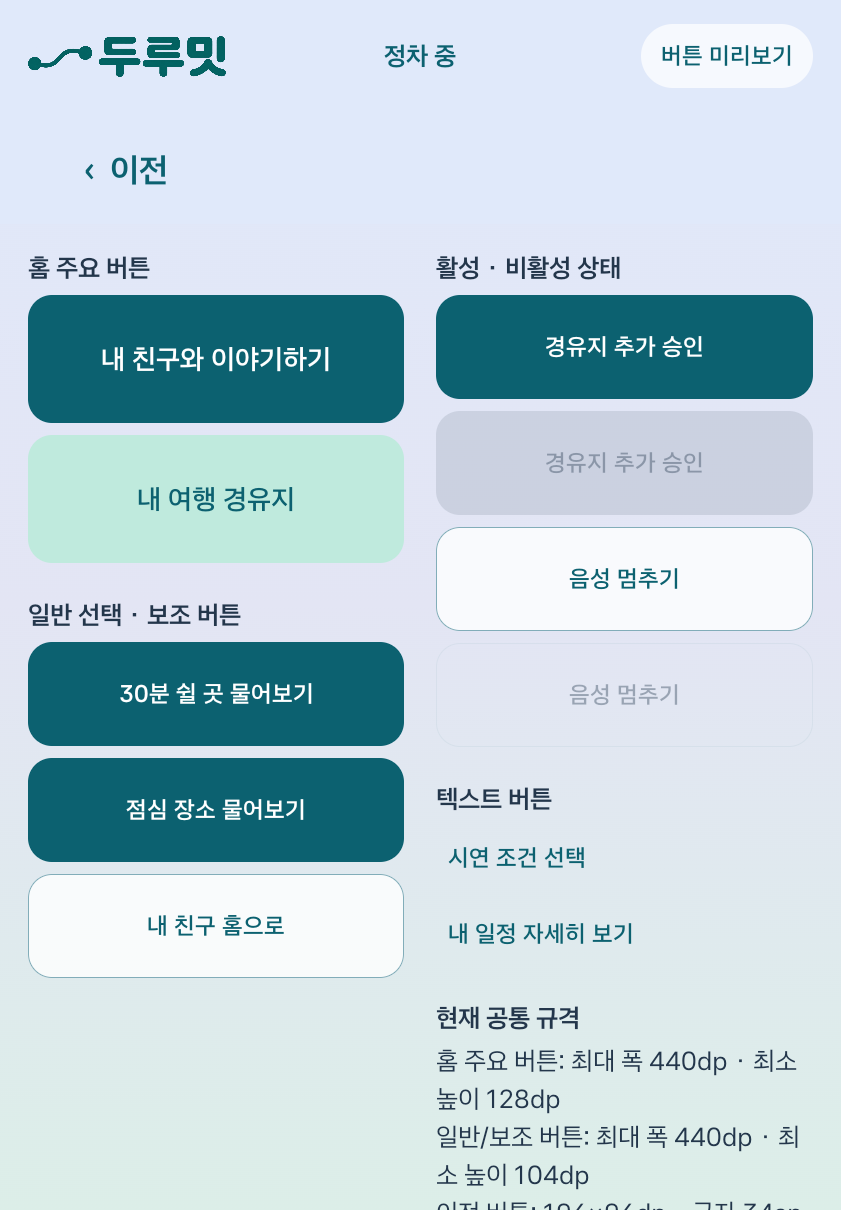 두루밋
정차 중
버튼 미리보기
‹ 이전
홈 주요 버튼
내 친구와 이야기하기
내 여행 경유지
일반 선택 · 보조 버튼
30분 쉴 곳 물어보기
점심 장소 물어보기
내 친구 홈으로
활성 · 비활성 상태
경유지 추가 승인
경유지 추가 승인
음성 멈추기
음성 멈추기
텍스트 버튼
시연 조건 선택
내 일정 자세히 보기
현재 공통 규격
홈 주요 버튼: 최대 폭 440dp · 최소
높이 128dp
일반/보조 버튼: 최대 폭 440dp · 최
소 높이 104dp
이전 버튼: